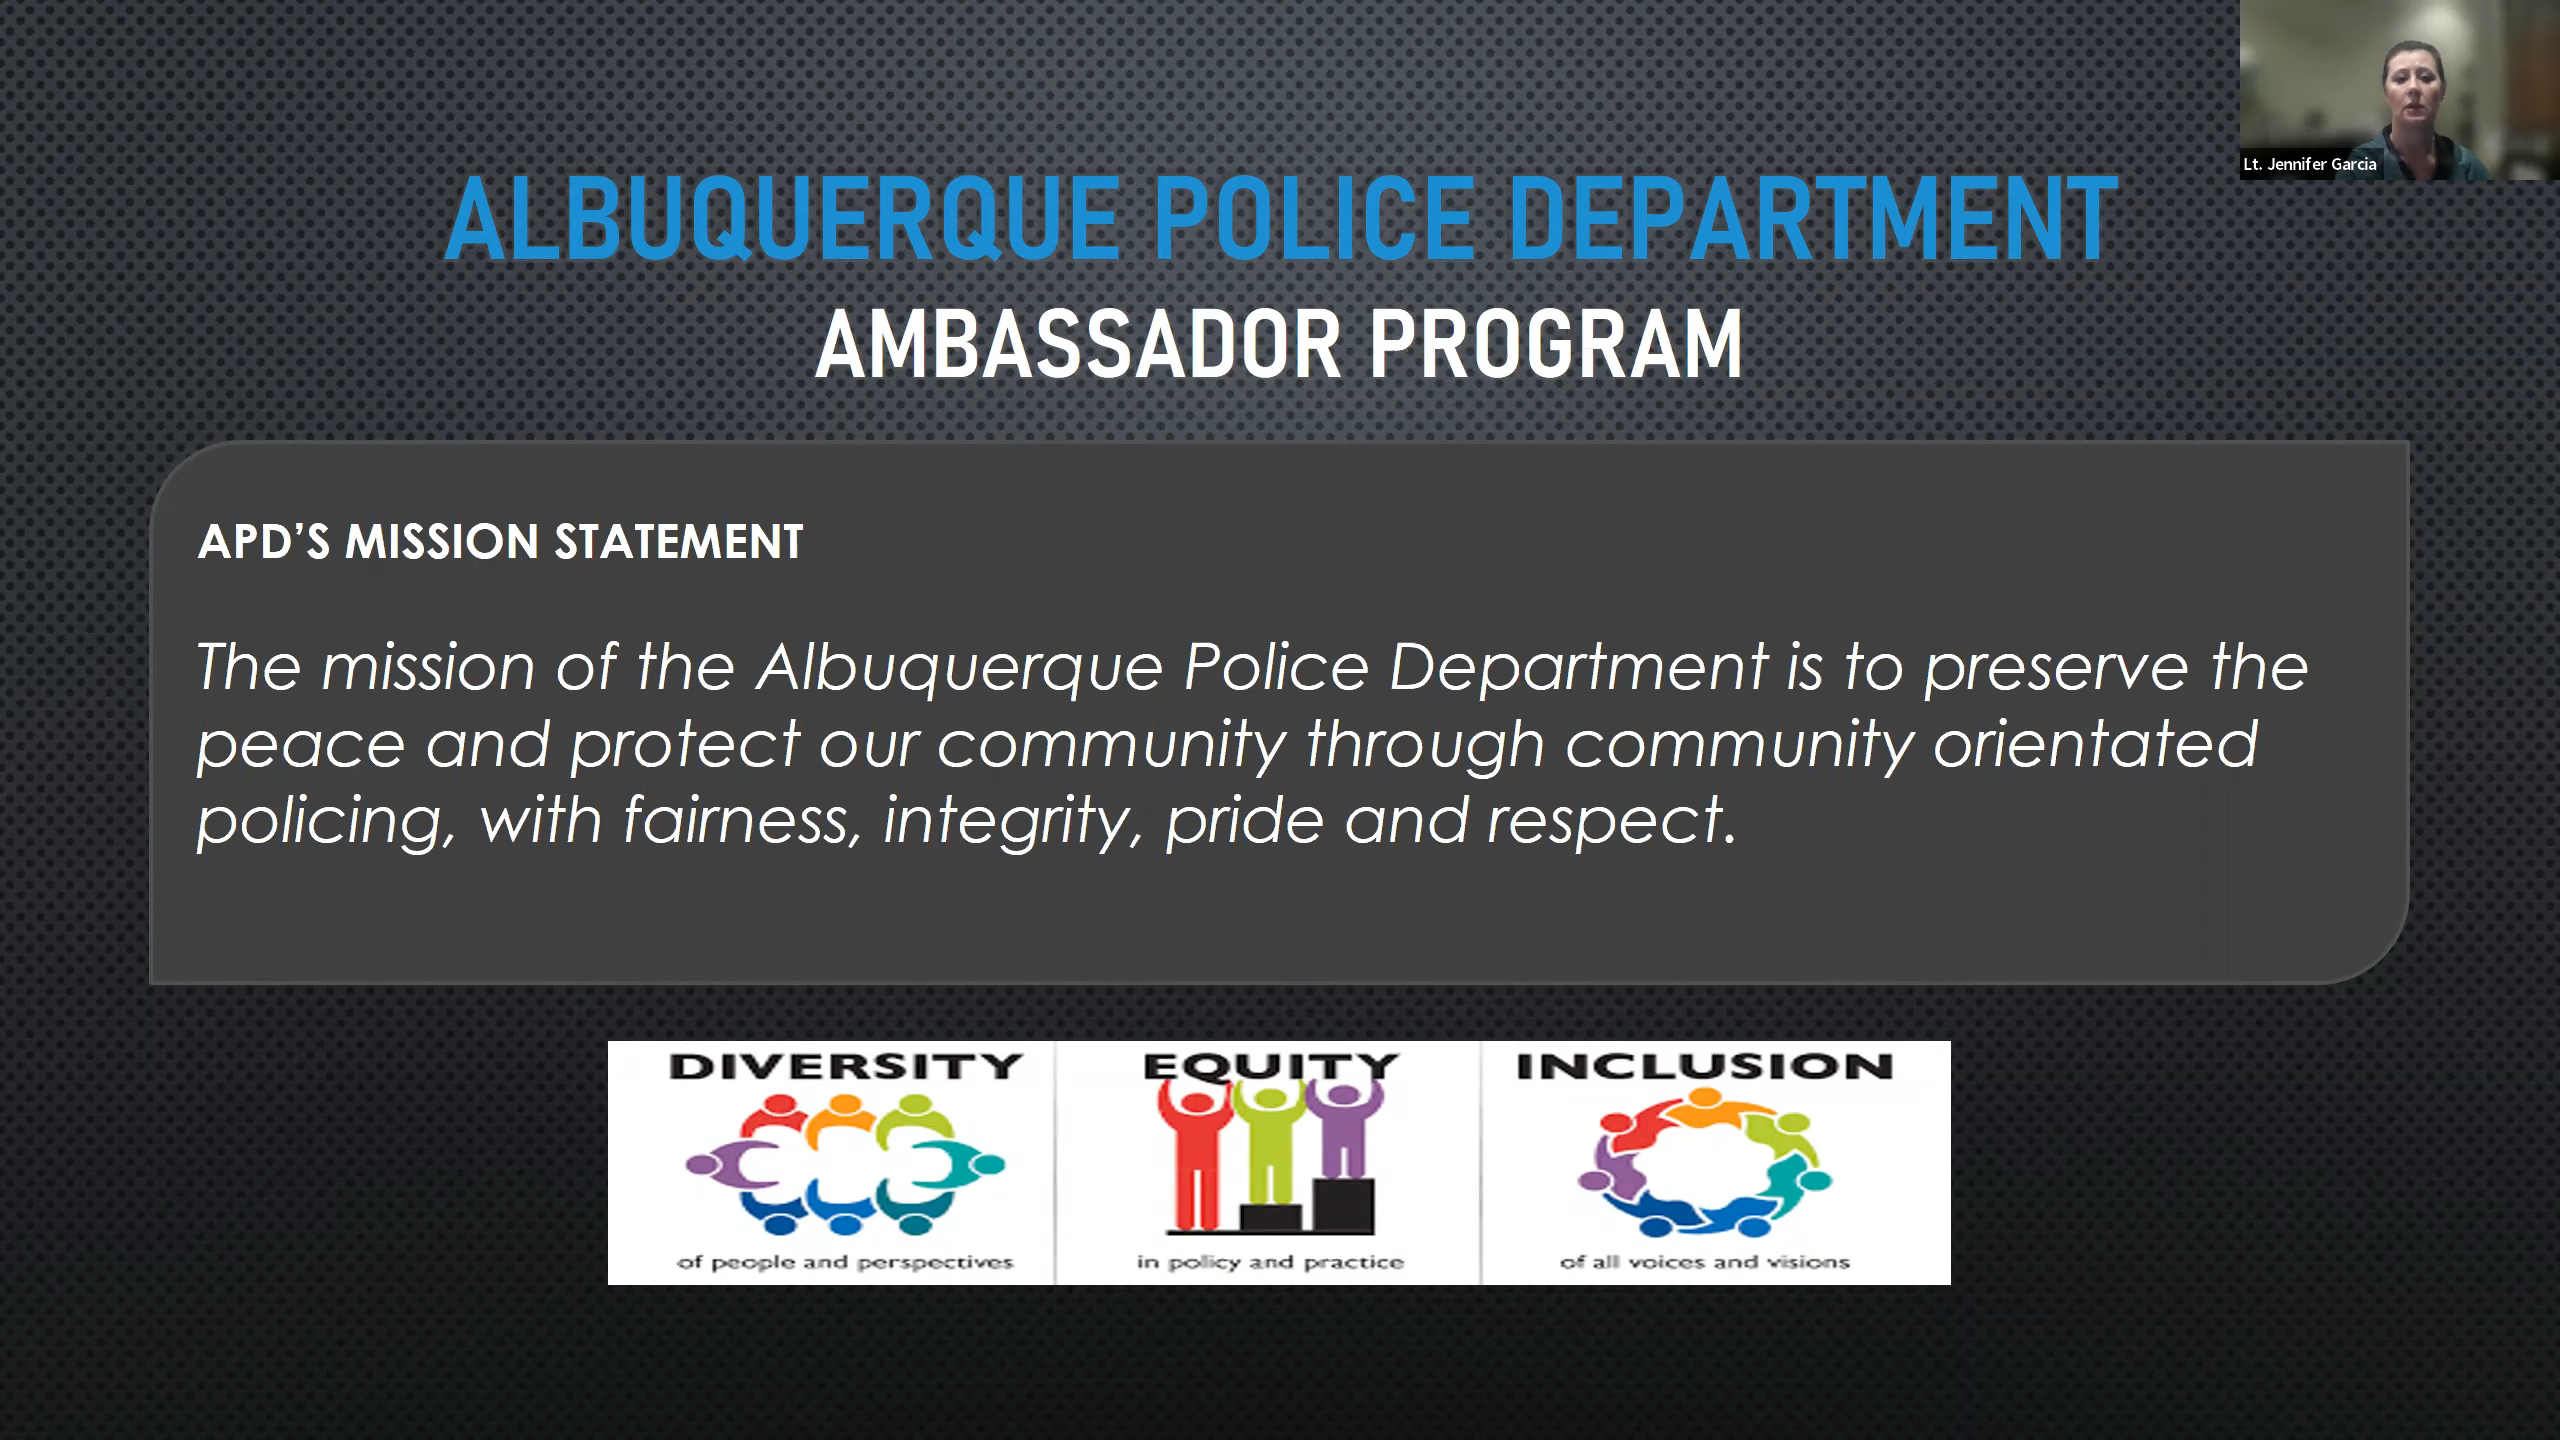 Lt. Jennifer Garcia
ALBUQUERQUE POLICE DEPARTMENT
AMBASSADOR PROGRAM
APD'S MISSION STATEMENT
The mission of the Albuquerque Police Department is to preserve the
peace and protect our community through community orientated
policing, with fairness, integrity, pride and respect.
DIVERSITY
of people and perspectives
EQUITY
in policy and practice
INCLUSION
of all voices and visions